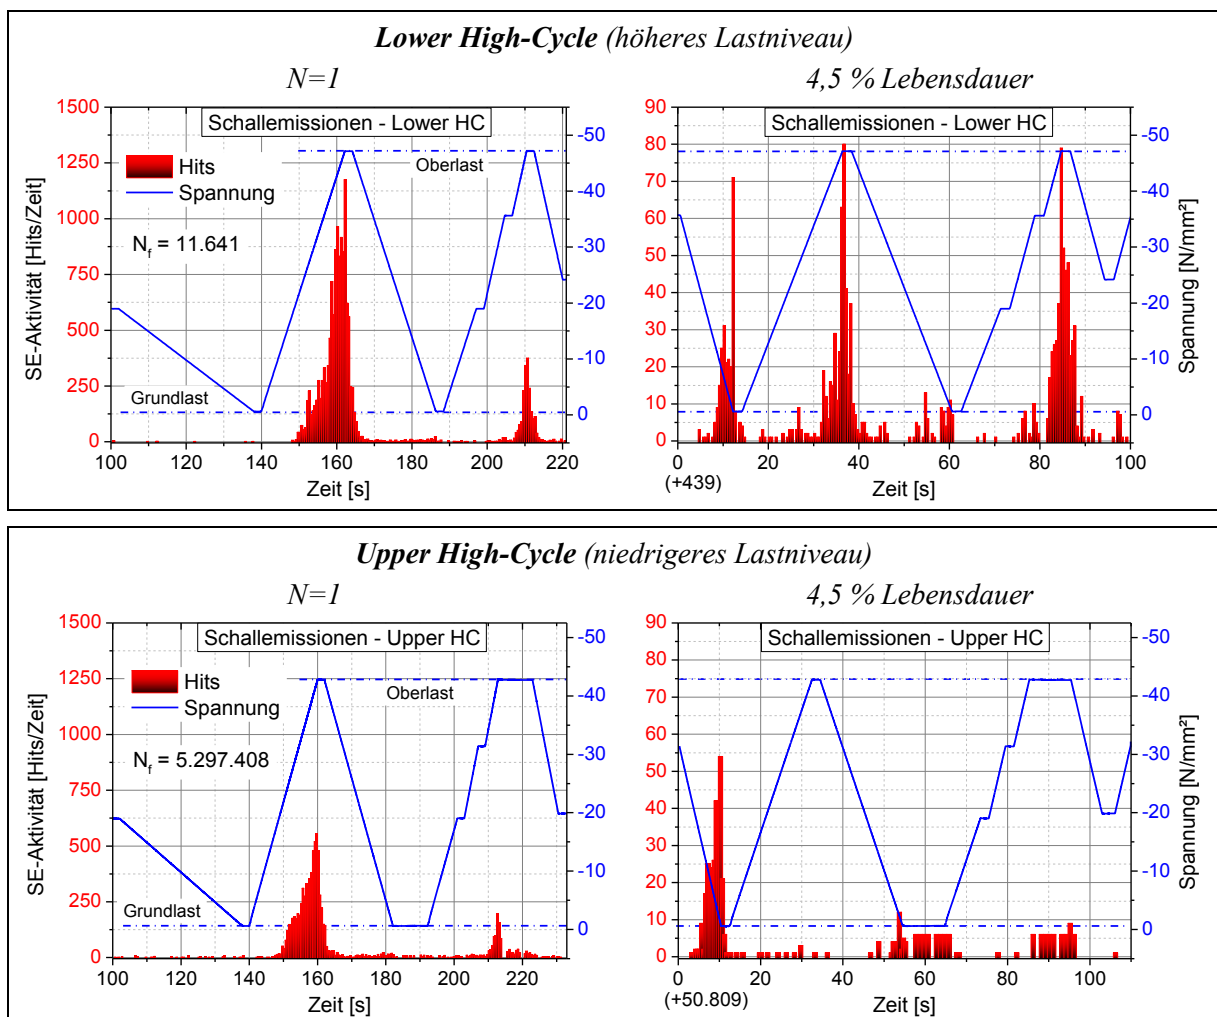 Lower High-Cycle (höheres Lastniveau)
N=1
4,5 % Lebensdauer
1500
1250
1000
750
500
250
0
SE-Aktivität [Hits/Zeit]
Schallemissionen - Lower HC
Hits
Spannung
N_f = 11.641
Oberlast
Grundlast
-50
-40
-30
-20
-10
0
100 120 140 160 180 200 220
Zeit [s]
90
80
70
60
50
40
30
20
10
0
Schallemissionen - Lower HC
-50
-40
-30
-20
-10
0
Spannung [N/mm²]
0 20 40 60 80 100
(+439)
Zeit [s]
Upper High-Cycle (niedrigeres Lastniveau)
N=1
4,5 % Lebensdauer
1500
1250
1000
750
500
250
0
SE-Aktivität [Hits/Zeit]
Schallemissionen - Upper HC
Hits
Spannung
N_f = 5.297.408
Oberlast
Grundlast
-50
-40
-30
-20
-10
0
100 120 140 160 180 200 220
Zeit [s]
90
80
70
60
50
40
30
20
10
0
Schallemissionen - Upper HC
-50
-40
-30
-20
-10
0
Spannung [N/mm²]
0 20 40 60 80 100
(+50.809)
Zeit [s]